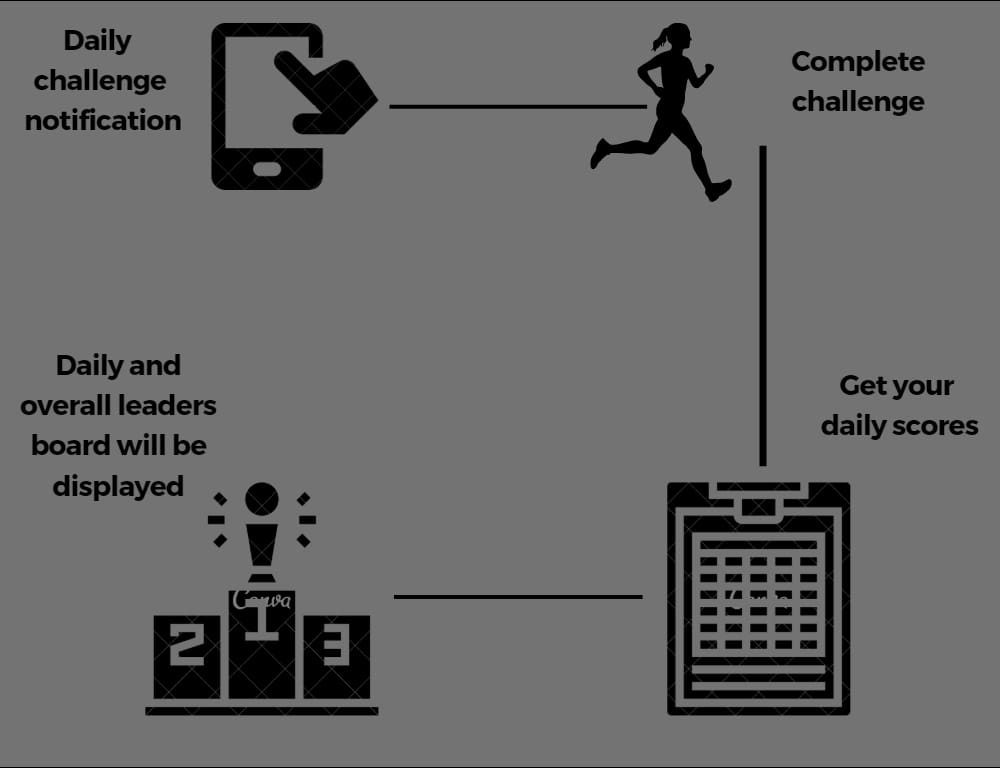 Daily
challenge
notification
Complete
challenge
Daily and
overall leaders
board will be
displayed
Get your
daily scores
Canva
Canva
1
2
3